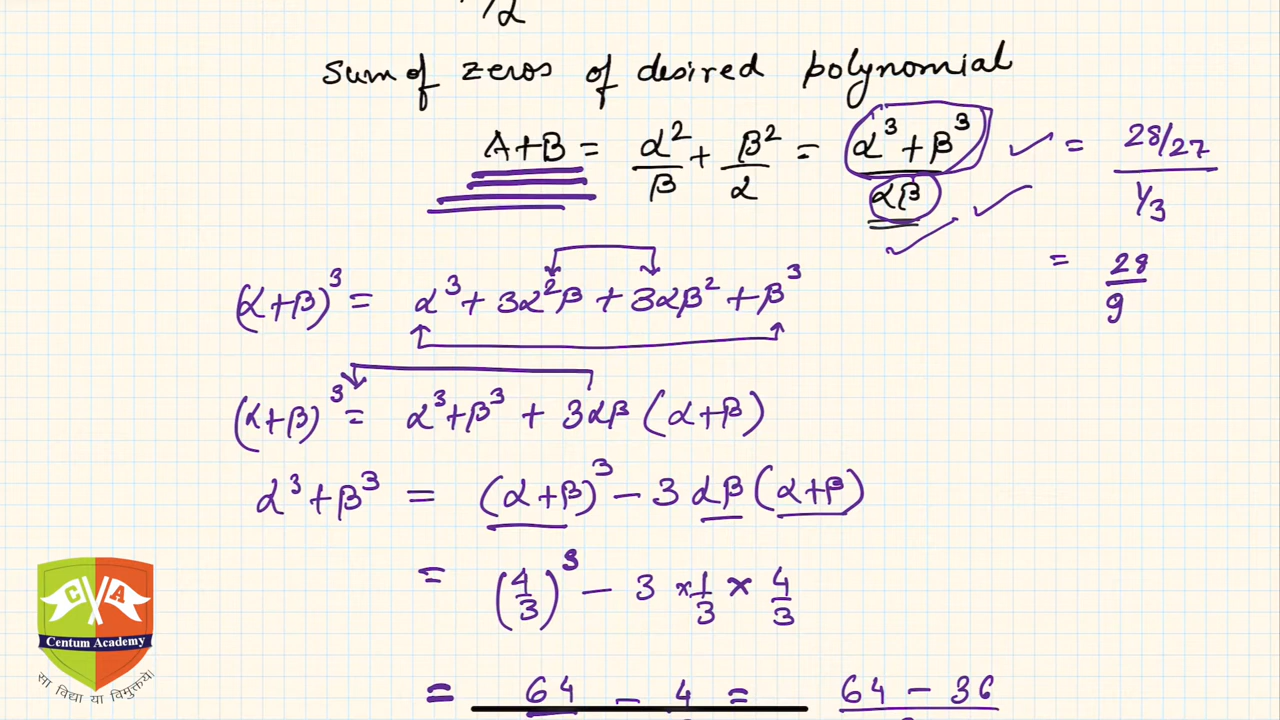 Sum of zeros of desired polynomial
A+B = α²/β + β²/α = (α³ + β³)/(αβ) = (28/27)/(1/3)
= 28/9
(α+β)³ = α³ + 3α²β + 3αβ² + β³
(α+β)³ = α³+β³ + 3αβ (α+β)
α³+β³ = (α+β)³ – 3 αβ (α+β)
= (4/3)³ – 3 × 1/3 × 4/3
= 64 – 4 = 64 – 36
C A
Centum Academy
सा विद्या या विमुक्तये।